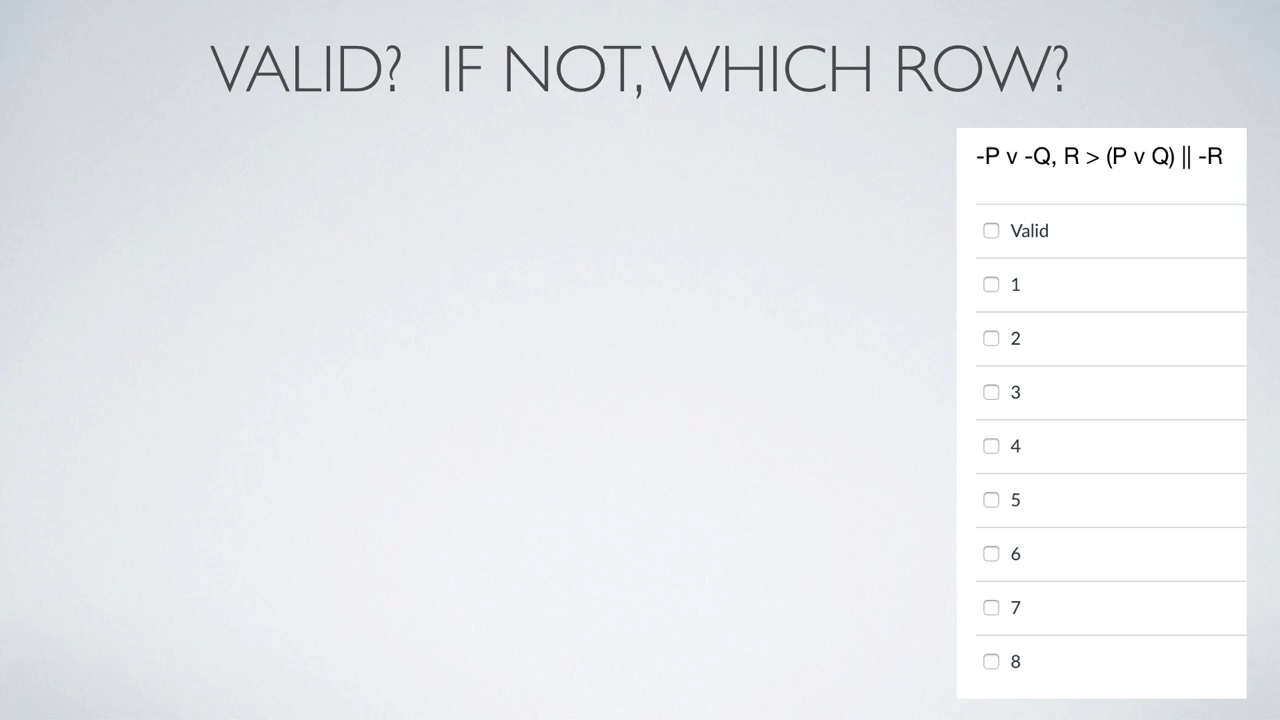 VALID? IF NOT, WHICH ROW?
-P v -Q, R > (P v Q) || -R
Valid
1
2
3
4
5
6
7
8